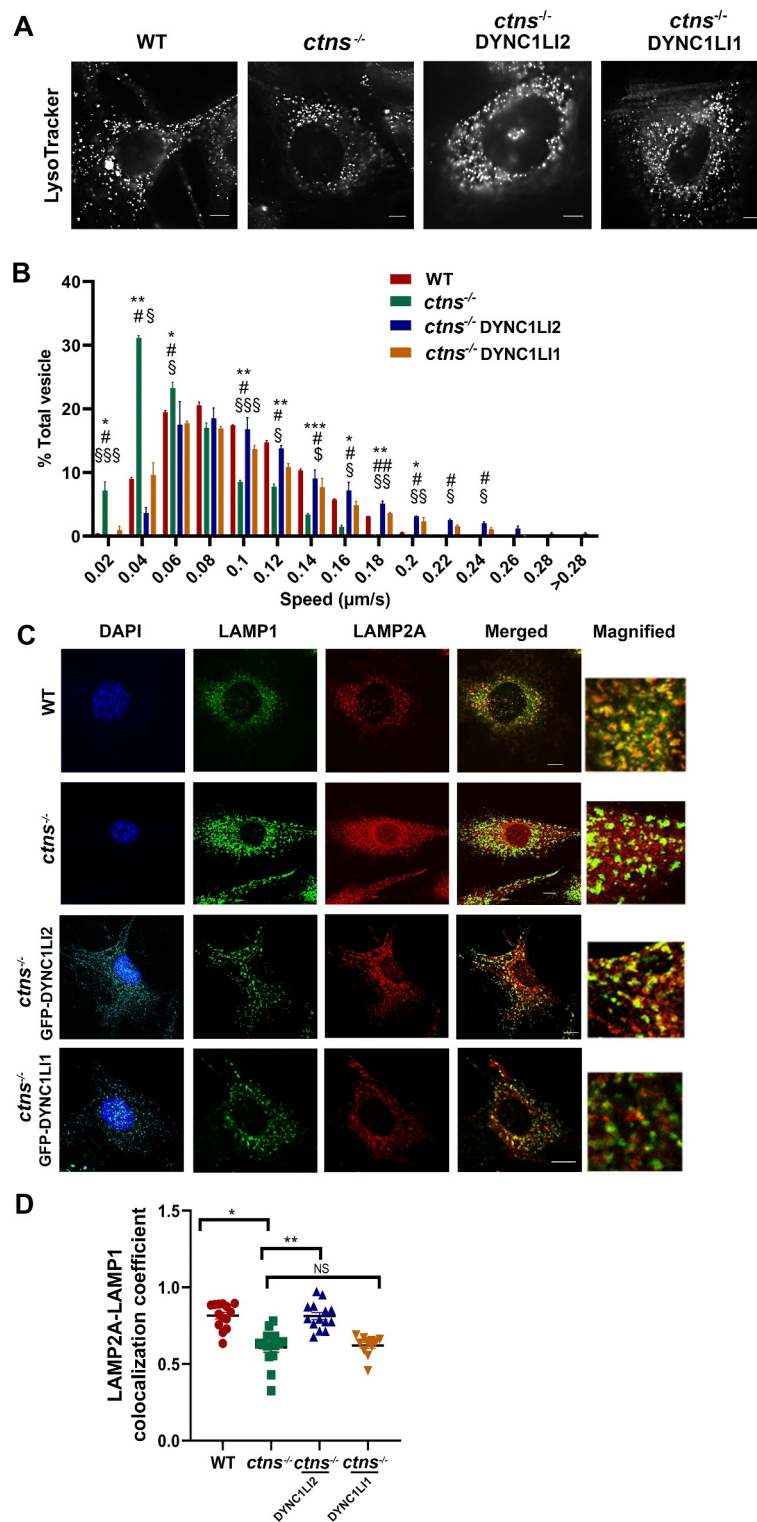 A
WT
ctns-/-
ctns-/-
DYNC1LI2
ctns-/-
DYNC1LI1
LysoTracker
B
% Total vesicle
40
30
20
10
0
WT
ctns-/-
ctns-/- DYNC1LI2
ctns-/- DYNC1LI1
*
#
§§§
**
# §
*
#
§
**
#
§§§
**
#
§
***
#
$
*
#
§
**
##
§§
*
#
§§
#
§
#
§
0.02 0.04 0.06 0.08 0.1 0.12 0.14 0.16 0.18 0.2 0.22 0.24 0.26 0.28 >0.28
Speed (µm/s)
C
DAPI LAMP1 LAMP2A Merged Magnified
WT
ctns-/-
ctns-/-
GFP-DYNC1LI2
ctns-/-
GFP-DYNC1LI1
D
LAMP2A-LAMP1
colocalization coefficient
1.5
1.0
0.5
0.0
*
**
NS
WT ctns-/- ctns-/- ctns-/-
DYNC1LI2 DYNC1LI1